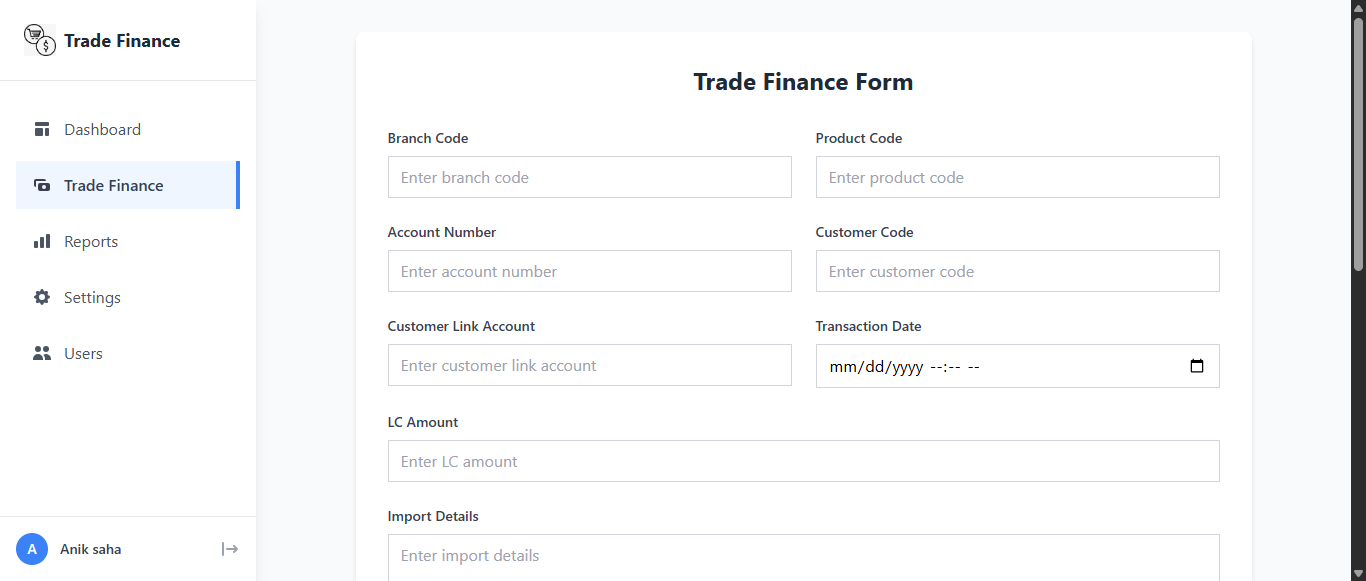 Trade Finance
Dashboard
Trade Finance
Reports
Settings
Users
A Anik saha
Trade Finance Form
Branch Code Product Code
Enter branch code Enter product code
Account Number Customer Code
Enter account number Enter customer code
Customer Link Account Transaction Date
Enter customer link account mm/dd/yyyy --:-- --
LC Amount
Enter LC amount
Import Details
Enter import details